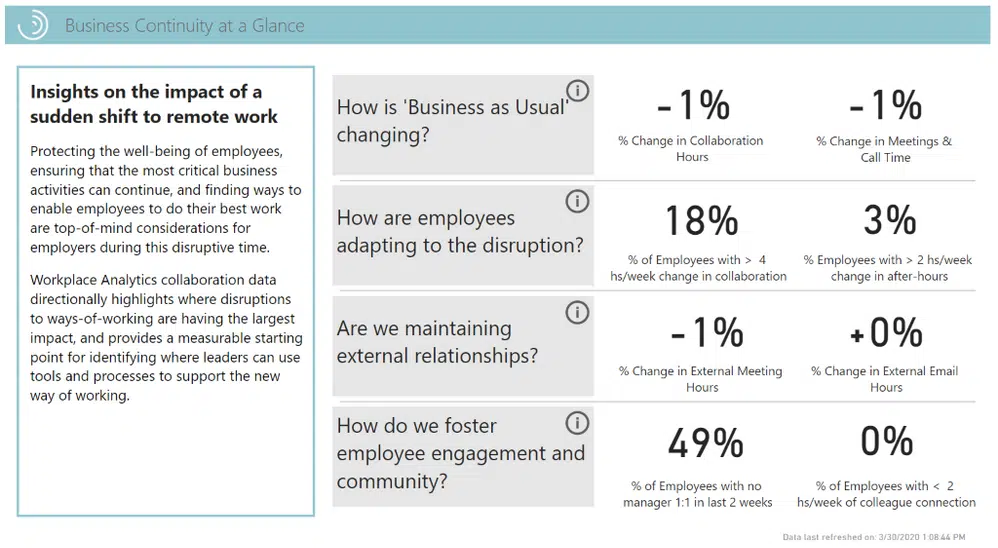 Business Continuity at a Glance
Insights on the impact of a
sudden shift to remote work
Protecting the well-being of employees,
ensuring that the most critical business
activities can continue, and finding ways to
enable employees to do their best work
are top-of-mind considerations for
employers during this disruptive time.
Workplace Analytics collaboration data
directionally highlights where disruptions
to ways-of-working are having the largest
impact, and provides a measurable starting
point for identifying where leaders can use
tools and processes to support the new
way of working.
How is 'Business as Usual'
changing?
-1%
% Change in Collaboration
Hours
-1%
% Change in Meetings &
Call Time
How are employees
adapting to the disruption?
18%
% of Employees with > 4
hs/week change in collaboration
3%
% Employees with > 2 hs/week
change in after-hours
Are we maintaining
external relationships?
-1%
% Change in External Meeting
Hours
+0%
% Change in External Email
Hours
How do we foster
employee engagement and
community?
49%
% of Employees with no
manager 1:1 in last 2 weeks
0%
% of Employees with < 2
hs/week of colleague connection
Data last refreshed on: 3/30/2020 1:08:44 PM